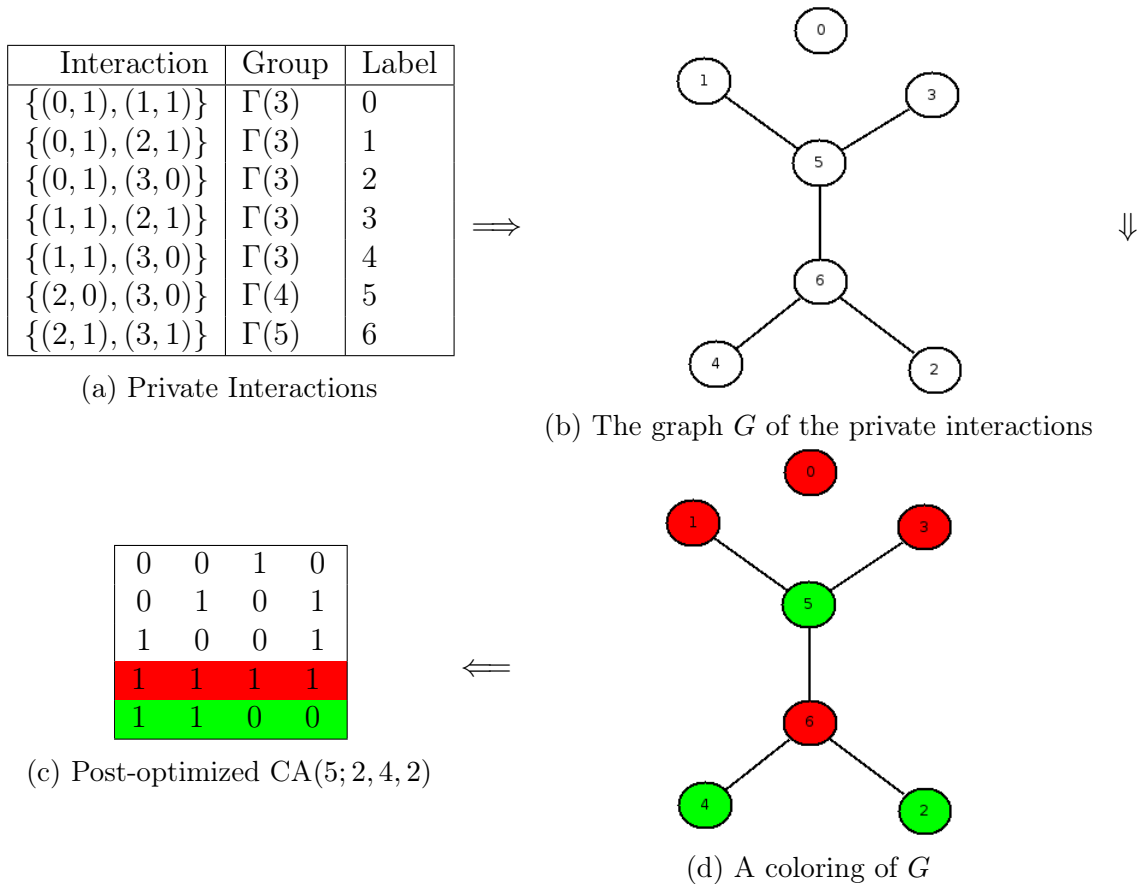 Interaction Group Label
{(0, 1), (1, 1)} Γ(3) 0
{(0, 1), (2, 1)} Γ(3) 1
{(0, 1), (3, 0)} Γ(3) 2
{(1, 1), (2, 1)} Γ(3) 3
{(1, 1), (3, 0)} Γ(3) 4
{(2, 0), (3, 0)} Γ(4) 5
{(2, 1), (3, 1)} Γ(5) 6
(a) Private Interactions
⟹
0
1
3
5
6
4
2
(b) The graph G of the private interactions
⇓
0
1
3
5
6
4
2
(d) A coloring of G
⟸
0 0 1 0
0 1 0 1
1 0 0 1
1 1 1 1
1 1 0 0
(c) Post-optimized CA(5; 2, 4, 2)